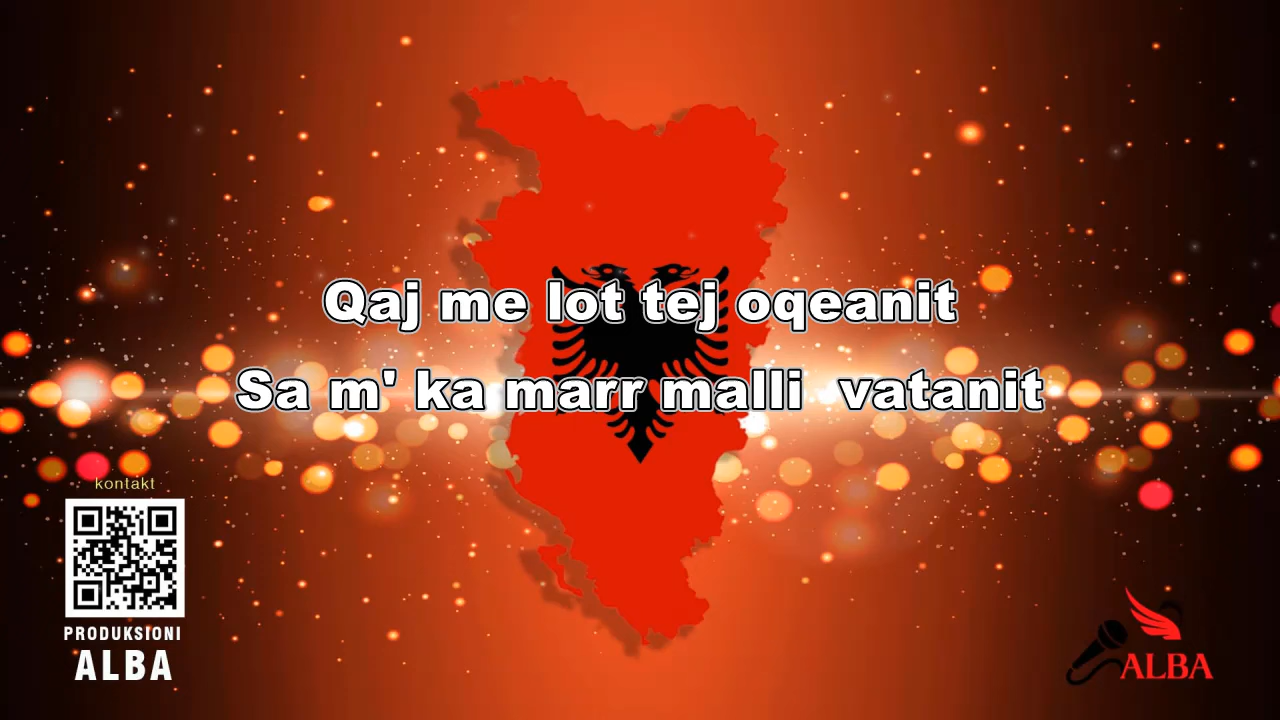 Qaj me lot tej oqeanit
Sa m' ka marr malli vatanit
kontakt
PRODUKSIONI
ALBA
ALBA